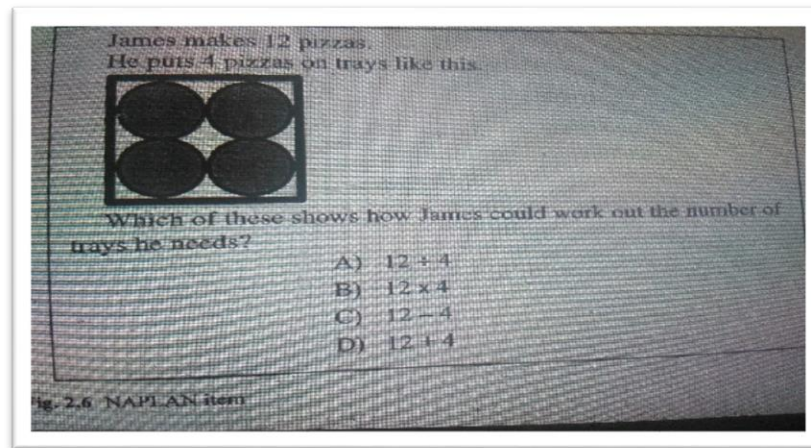 James makes 12 pizzas.
He puts 4 pizzas on trays like this.
Which of these shows how James could work out the number of
trays he needs?
A) 12 ÷ 4
B) 12 x 4
C) 12 – 4
D) 12 + 4
Fig. 2.6 NAPLAN item